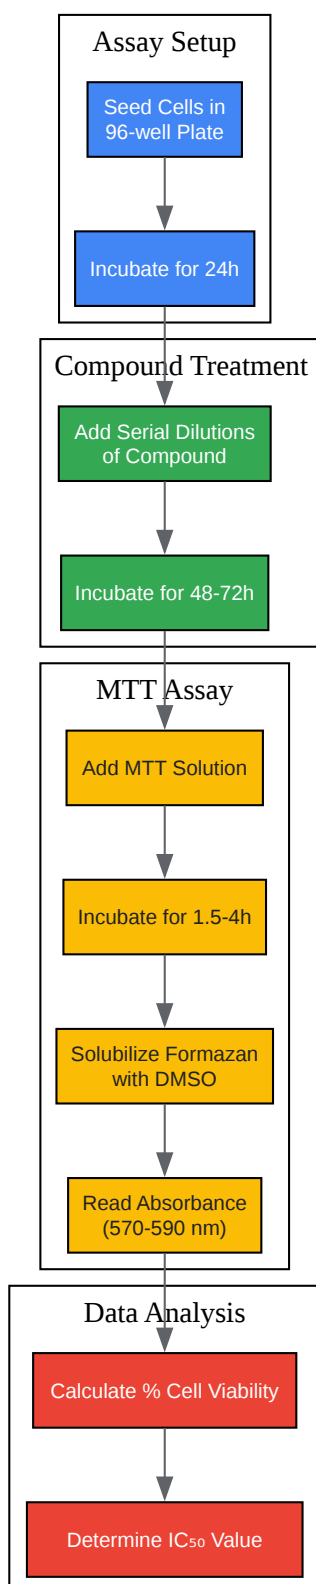 Assay Setup
Seed Cells in
96-well Plate
Incubate for 24h
Compound Treatment
Add Serial Dilutions
of Compound
Incubate for 48-72h
MTT Assay
Add MTT Solution
Incubate for 1.5-4h
Solubilize Formazan
with DMSO
Read Absorbance
(570-590 nm)
Data Analysis
Calculate % Cell Viability
Determine IC₅₀ Value